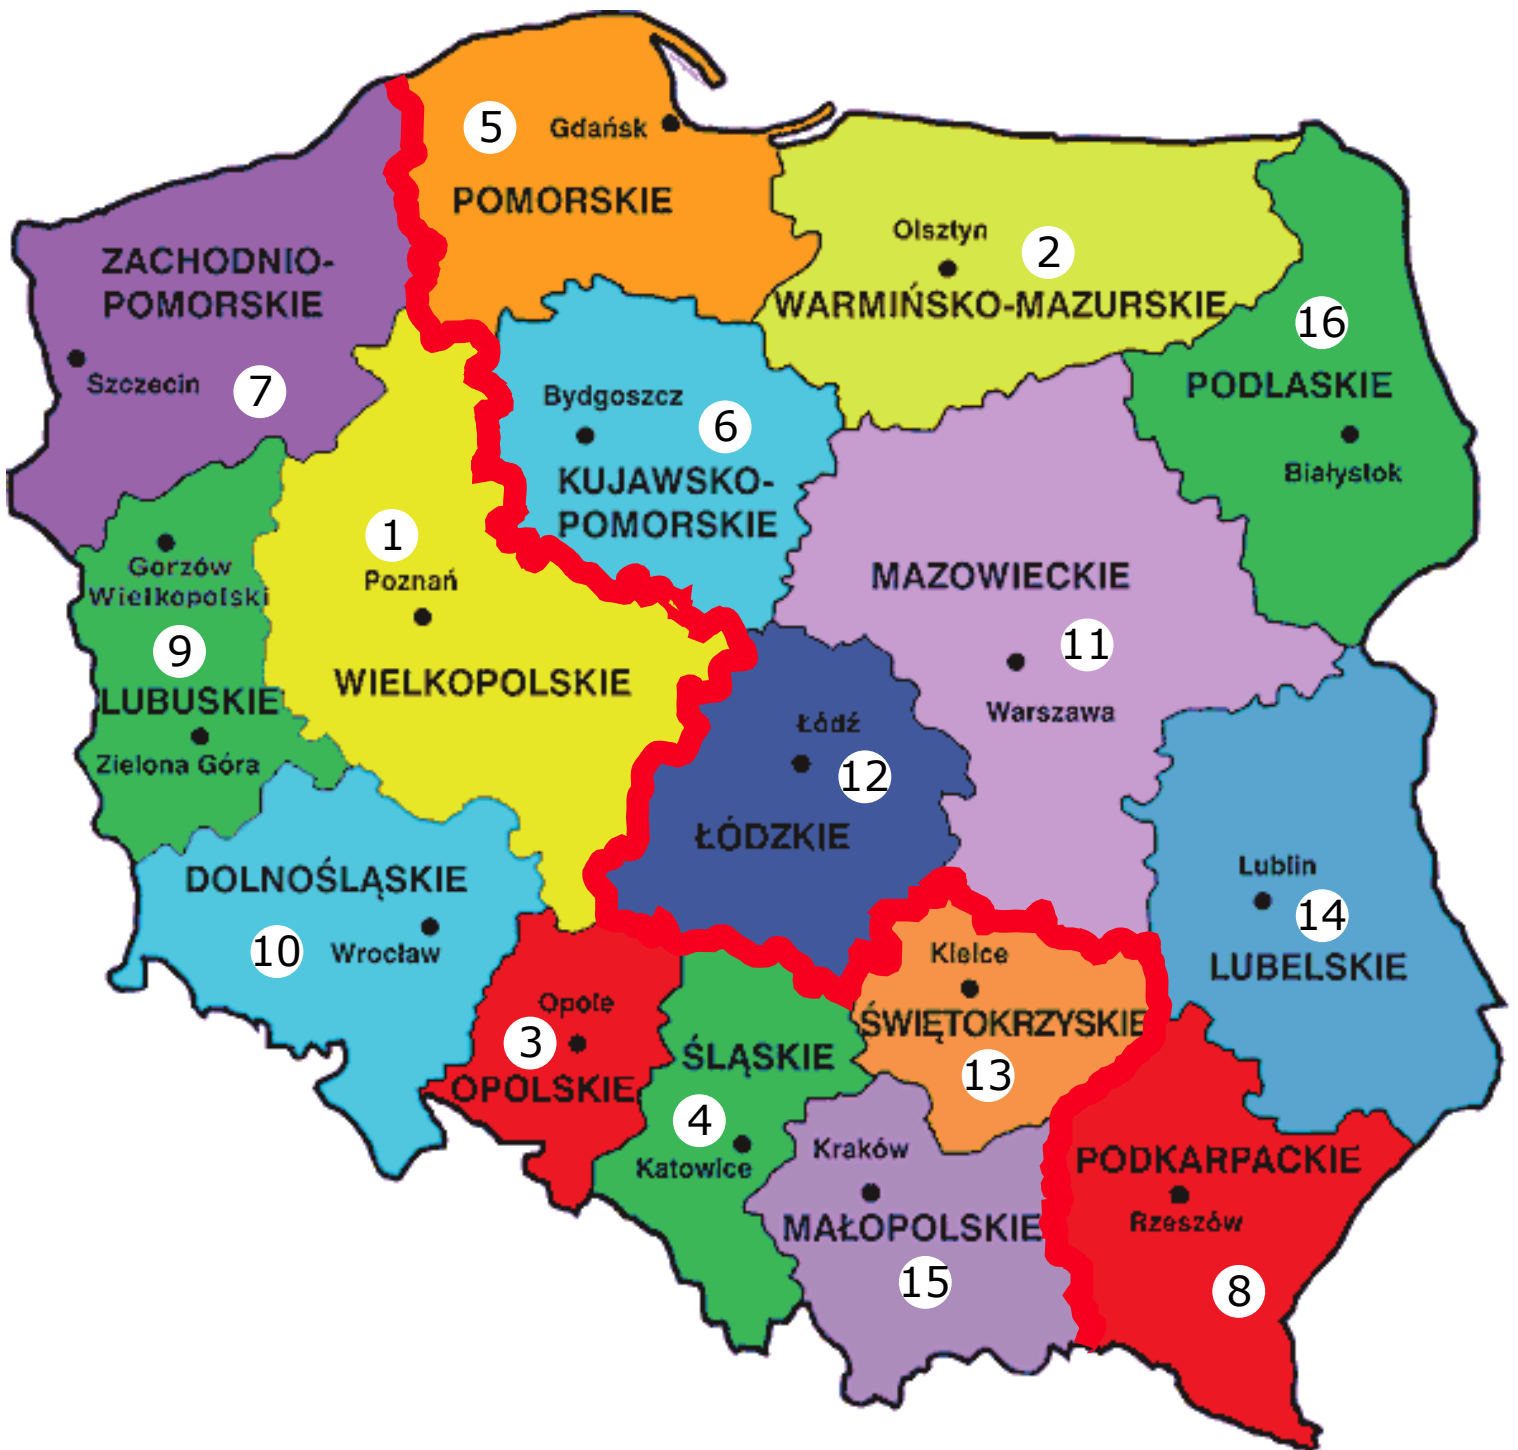 5
Gdańsk
POMORSKIE
ZACHODNIO-
POMORSKIE
Szczecin
7
Olsztyn
2
WARMIŃSKO-MAZURSKIE
16
PODLASKIE
Białystok
Bydgoszcz
6
KUJAWSKO-
POMORSKIE
1
Poznań
WIELKOPOLSKIE
Gorzów
Wielkopolski
9
LUBUSKIE
Zielona Góra
MAZOWIECKIE
11
Warszawa
Łódź
12
ŁÓDZKIE
DOLNOŚLĄSKIE
10
Wrocław
Lublin
14
LUBELSKIE
Opole
3
OPOLSKIE
ŚLĄSKIE
4
Katowice
Kielce
ŚWIĘTOKRZYSKIE
13
Kraków
MAŁOPOLSKIE
15
PODKARPACKIE
Rzeszów
8